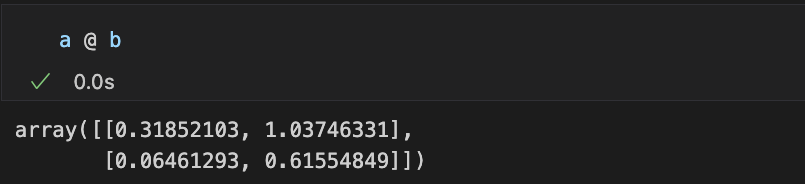 a @ b
✓ 0.0s
array([[0.31852103, 1.03746331],
       [0.06461293, 0.61554849]])